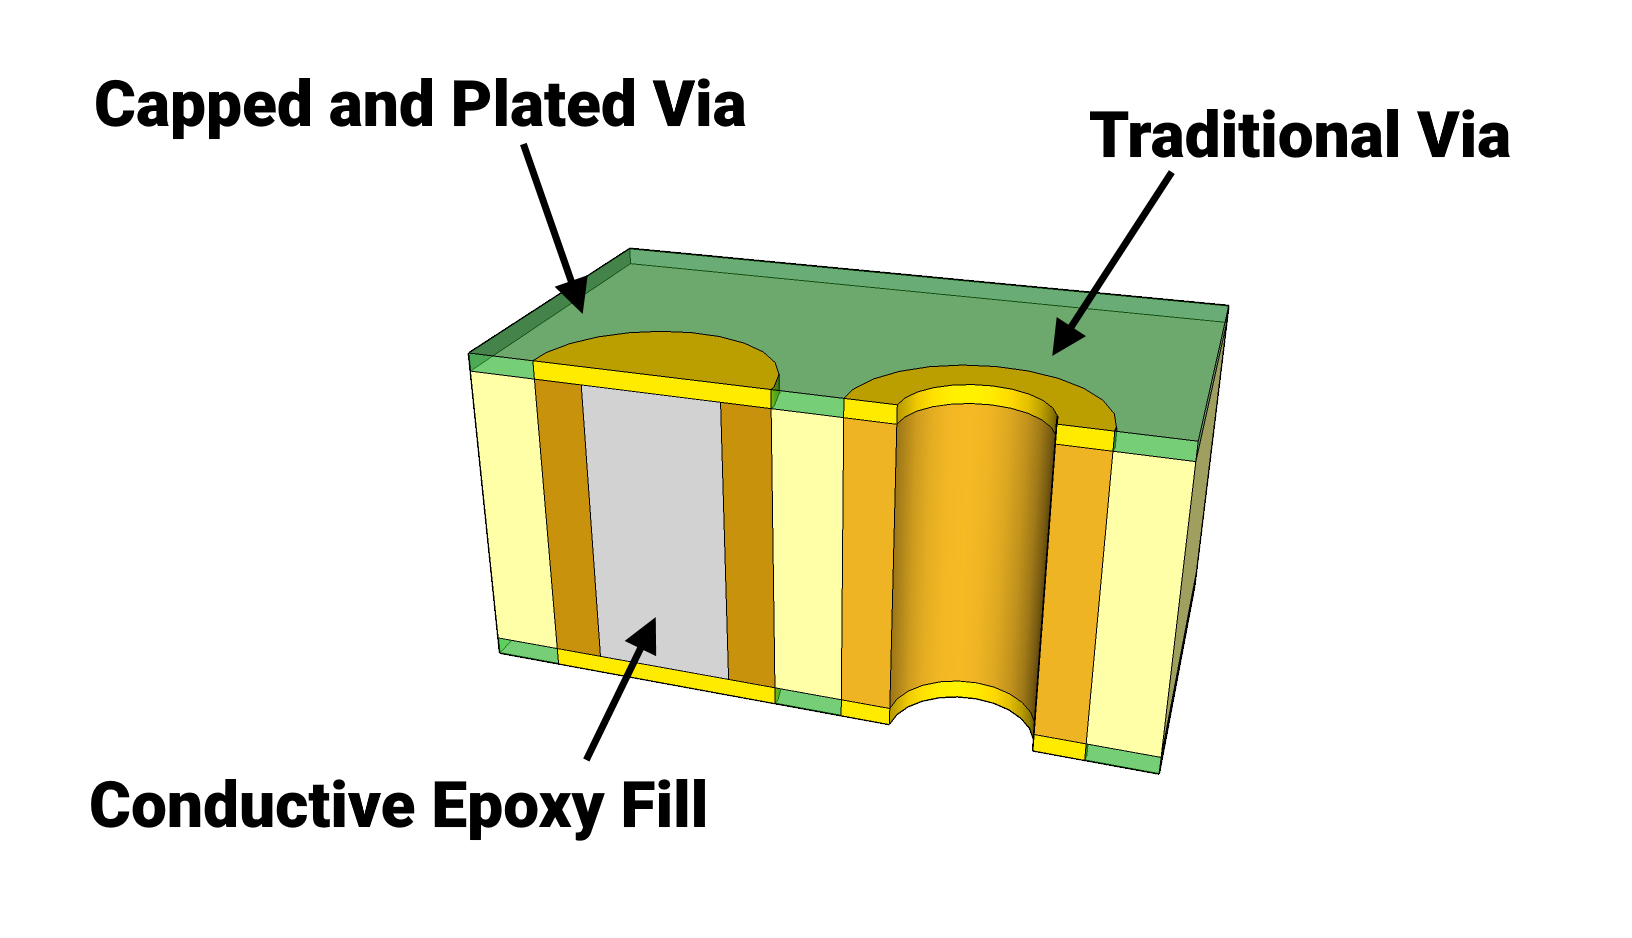 Capped and Plated Via
Traditional Via
Conductive Epoxy Fill